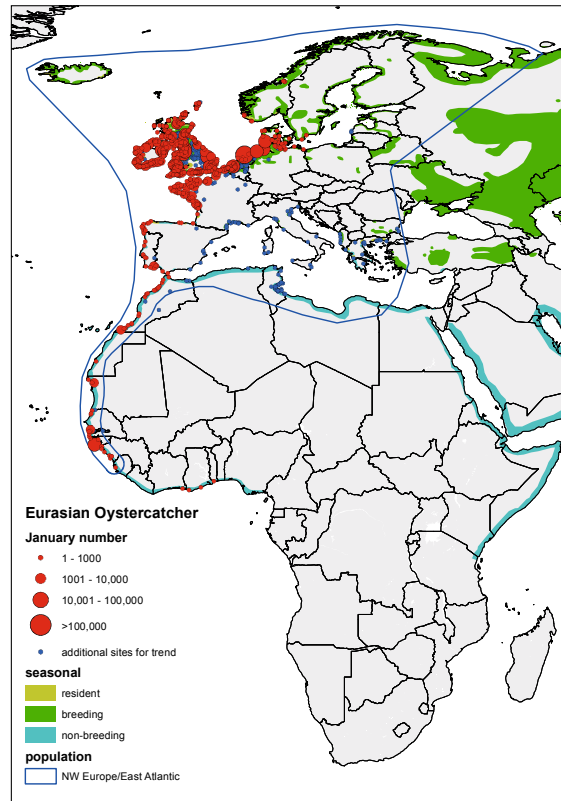 Eurasian Oystercatcher
January number
1 - 1000
1001 - 10,000
10,001 - 100,000
>100,000
additional sites for trend
seasonal
resident
breeding
non-breeding
population
NW Europe/East Atlantic